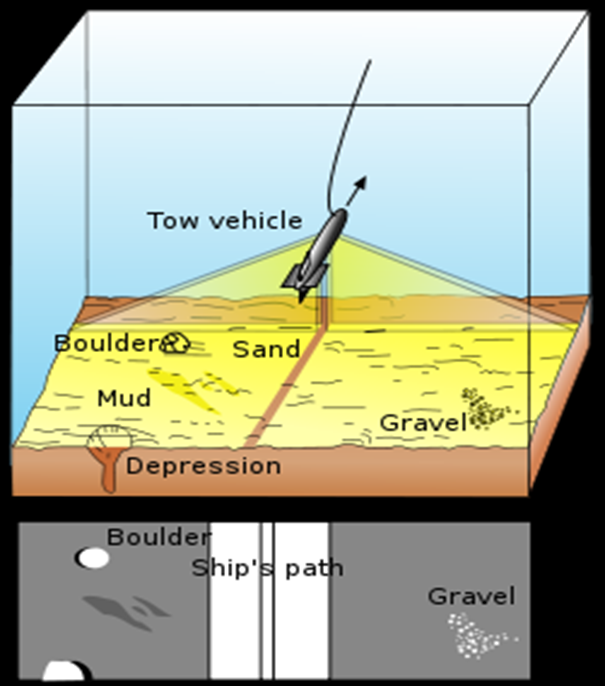 Tow vehicle
Boulder
Sand
Mud
Gravel
Depression
Boulder
Ship's path
Gravel